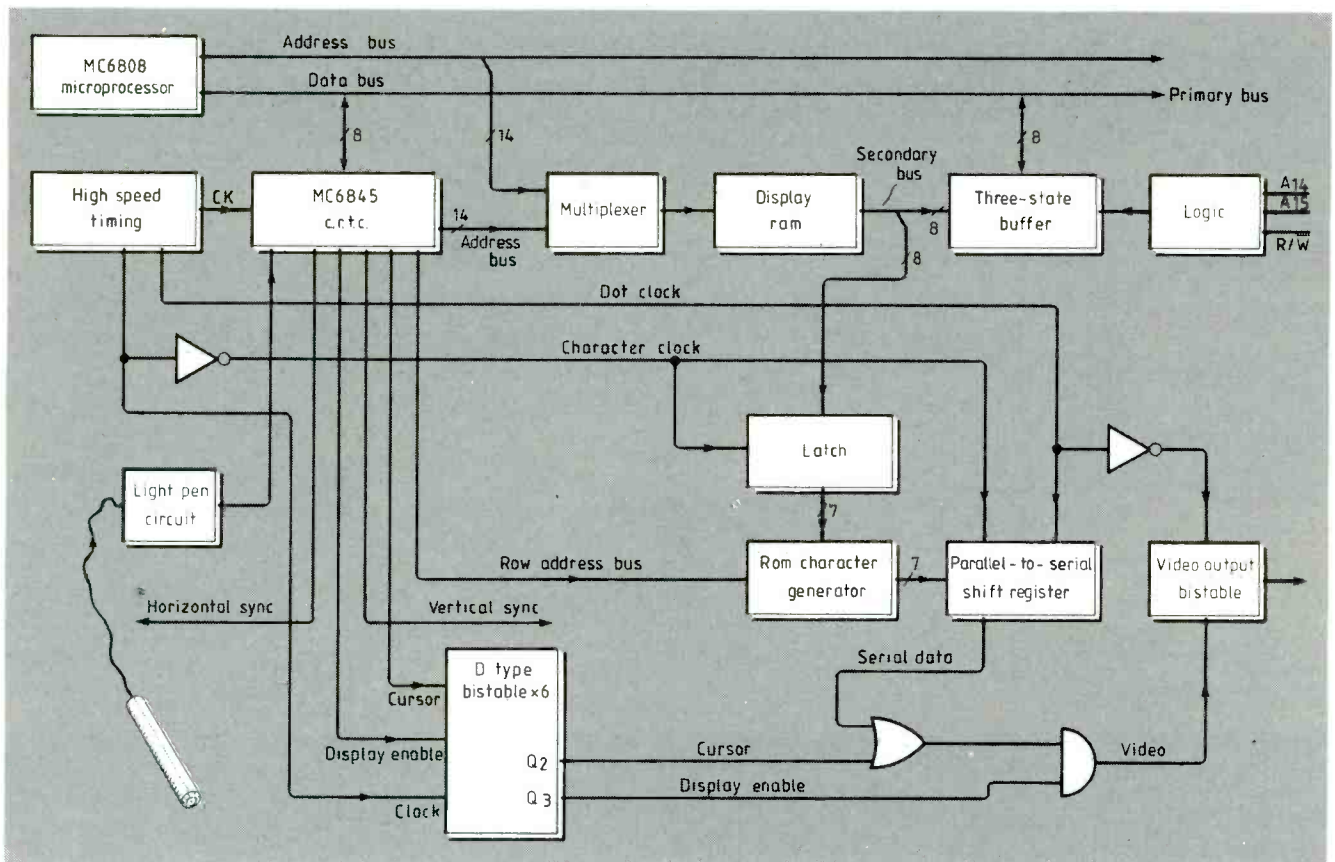 Address bus
MC6808
microprocessor
Data bus
Primary bus
8
14
8
Secondary
bus
High speed
timing
CK
MC6845
c.r.t.c.
14
Address
bus
Multiplexer
Display
ram
8
Three-state
buffer
Logic
A14
A15
R/W
8
Dot clock
Character clock
Latch
Light pen
circuit
7
Row address bus
Rom character
generator
7
Parallel-to-serial
shift register
Video output
bistable
Horizontal sync
Vertical sync
D type
bistable×6
Serial data
Cursor
Display enable
Q2
Cursor
Video
Q3
Display enable
Clock